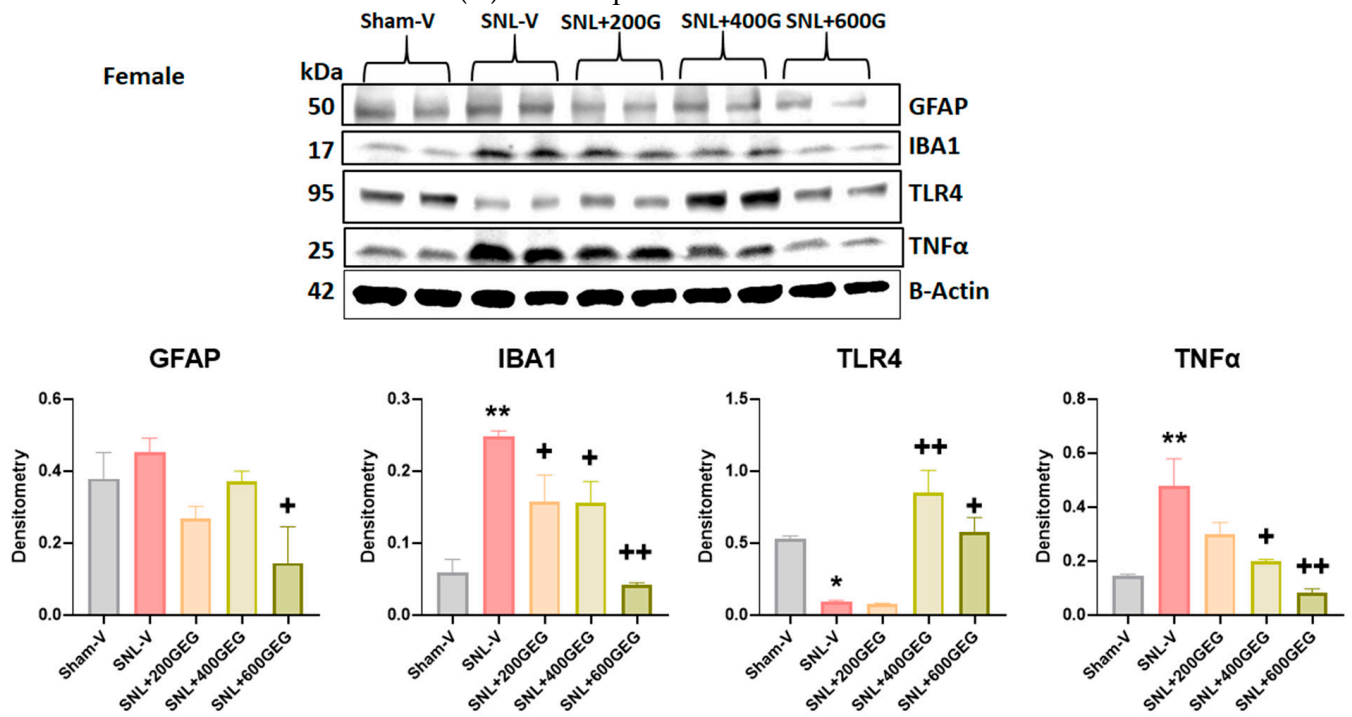 Sham-V SNL-V SNL+200G SNL+400G SNL+600G
Female
kDa
50 GFAP
17 IBA1
95 TLR4
25 TNFα
42 B-Actin
GFAP
Densitometry
0.6
0.4
0.2
0.0
+
Sham-V
SNL-V
SNL+200GEG
SNL+400GEG
SNL+600GEG
IBA1
Densitometry
0.3
0.2
0.1
0.0
**
+
+
++
Sham-V
SNL-V
SNL+200GEG
SNL+400GEG
SNL+600GEG
TLR4
Densitometry
1.5
1.0
0.5
0.0
*
++
+
Sham-V
SNL-V
SNL+200GEG
SNL+400GEG
SNL+600GEG
TNFα
Densitometry
0.8
0.6
0.4
0.2
0.0
**
+
++
Sham-V
SNL-V
SNL+200GEG
SNL+400GEG
SNL+600GEG